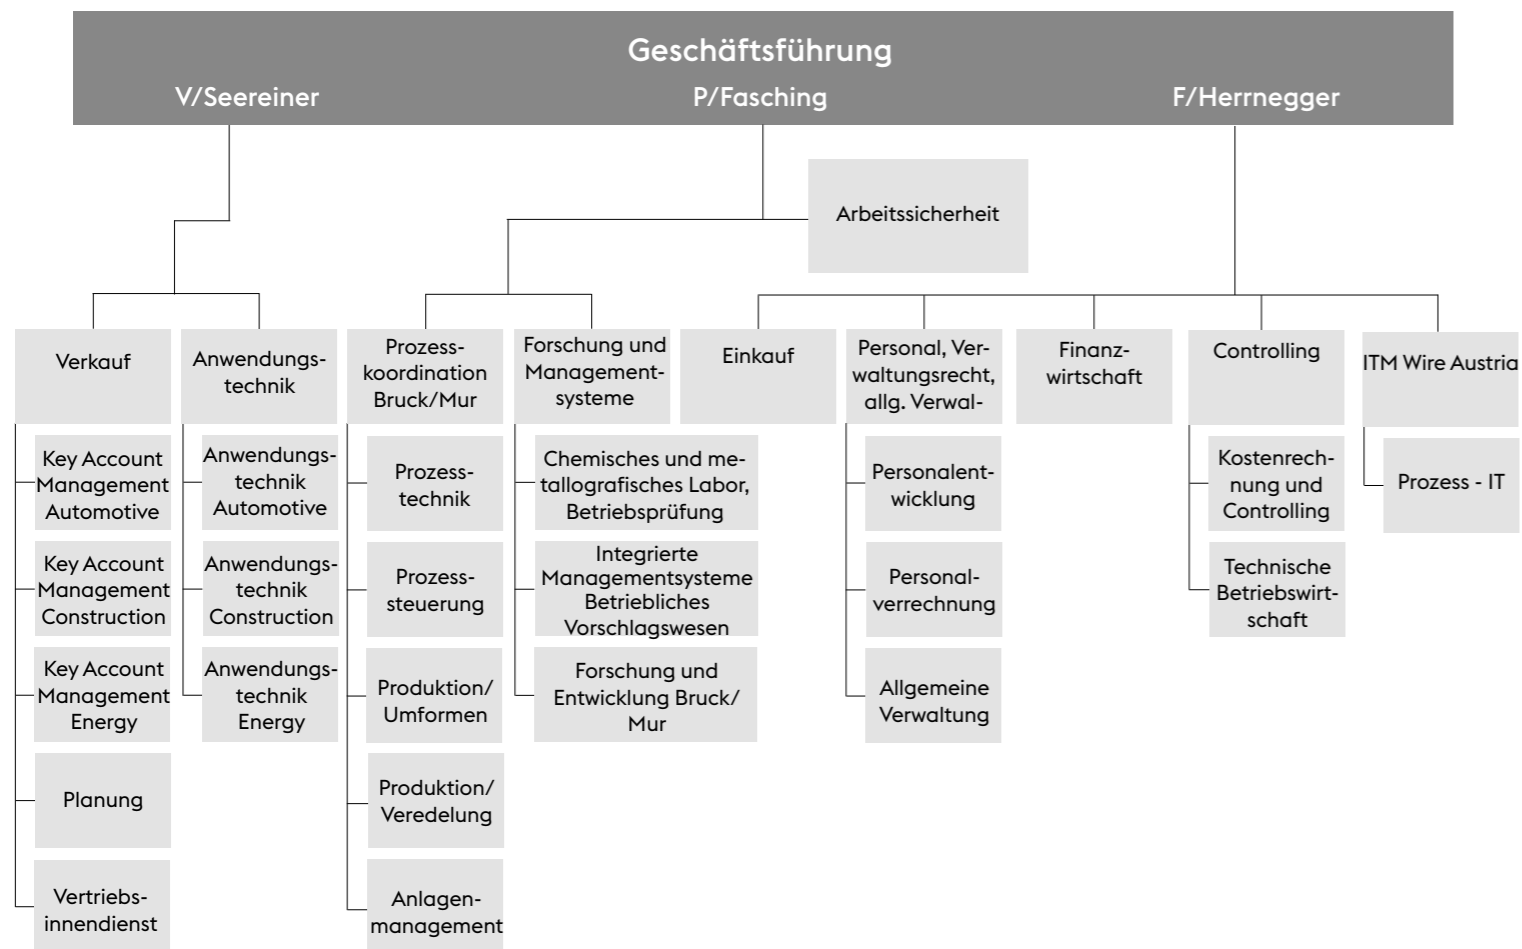 Geschäftsführung
V/Seereiner
P/Fasching
F/Herrnegger
Arbeitssicherheit
Verkauf
Key Account
Management
Automotive
Key Account
Management
Construction
Key Account
Management
Energy
Planung
Vertriebs-
innendienst
Anwendungs-
technik
Anwendungs-
technik
Automotive
Anwendungs-
technik
Construction
Anwendungs-
technik
Energy
Prozess-
koordination
Bruck/Mur
Prozess-
technik
Prozess-
steuerung
Produktion/
Umformen
Produktion/
Veredelung
Anlagen-
management
Forschung und
Management-
systeme
Chemisches und me-
tallografisches Labor,
Betriebsprüfung
Integrierte
Managementsysteme
Betriebliches
Vorschlagswesen
Forschung und
Entwicklung Bruck/
Mur
Einkauf
Personal, Ver-
waltungsrecht,
allg. Verwal-
Personalent-
wicklung
Personal-
verrechnung
Allgemeine
Verwaltung
Finanz-
wirtschaft
Controlling
Kostenrech-
nung und
Controlling
Technische
Betriebswirt-
schaft
ITM Wire Austria
Prozess - IT